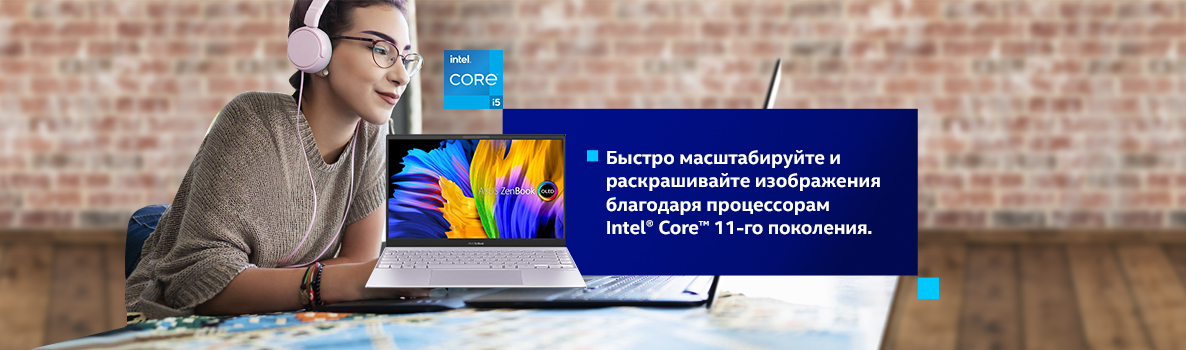 intel
CORE
i5
ASUS ZenBook OLED
Быстро масштабируйте и
раскрашивайте изображения
благодаря процессорам
Intel® Core™ 11-го поколения.